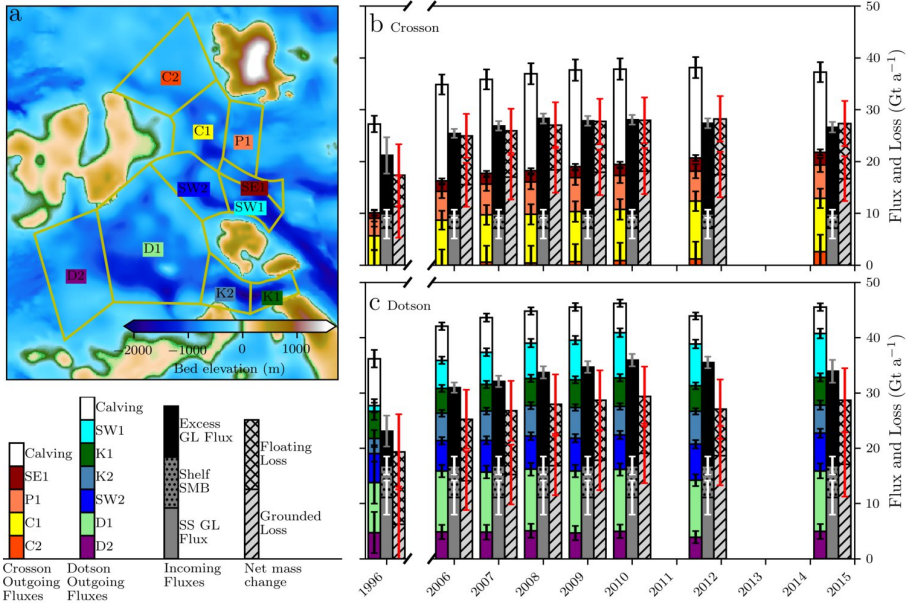 a
C2
C1
P1
SE1
SW2
SW1
D1
D2
K2
K1
−2000 −1000 0 1000
Bed elevation (m)
b Crosson
50
40
30
20
10
0
Flux and Loss (Gt a⁻¹)
c Dotson
50
40
30
20
10
0
Flux and Loss (Gt a⁻¹)
1996 2006 2007 2008 2009 2010 2012 2013 2014 2015
Calving
SE1
P1
C1
C2
Crosson
Outgoing
Fluxes
Calving
SW1
K1
K2
SW2
D1
D2
Dotson
Outgoing
Fluxes
Excess
GL Flux
Shelf
SMB
SS GL
Flux
Incoming
Fluxes
Floating
Loss
Grounded
Loss
Net mass
change